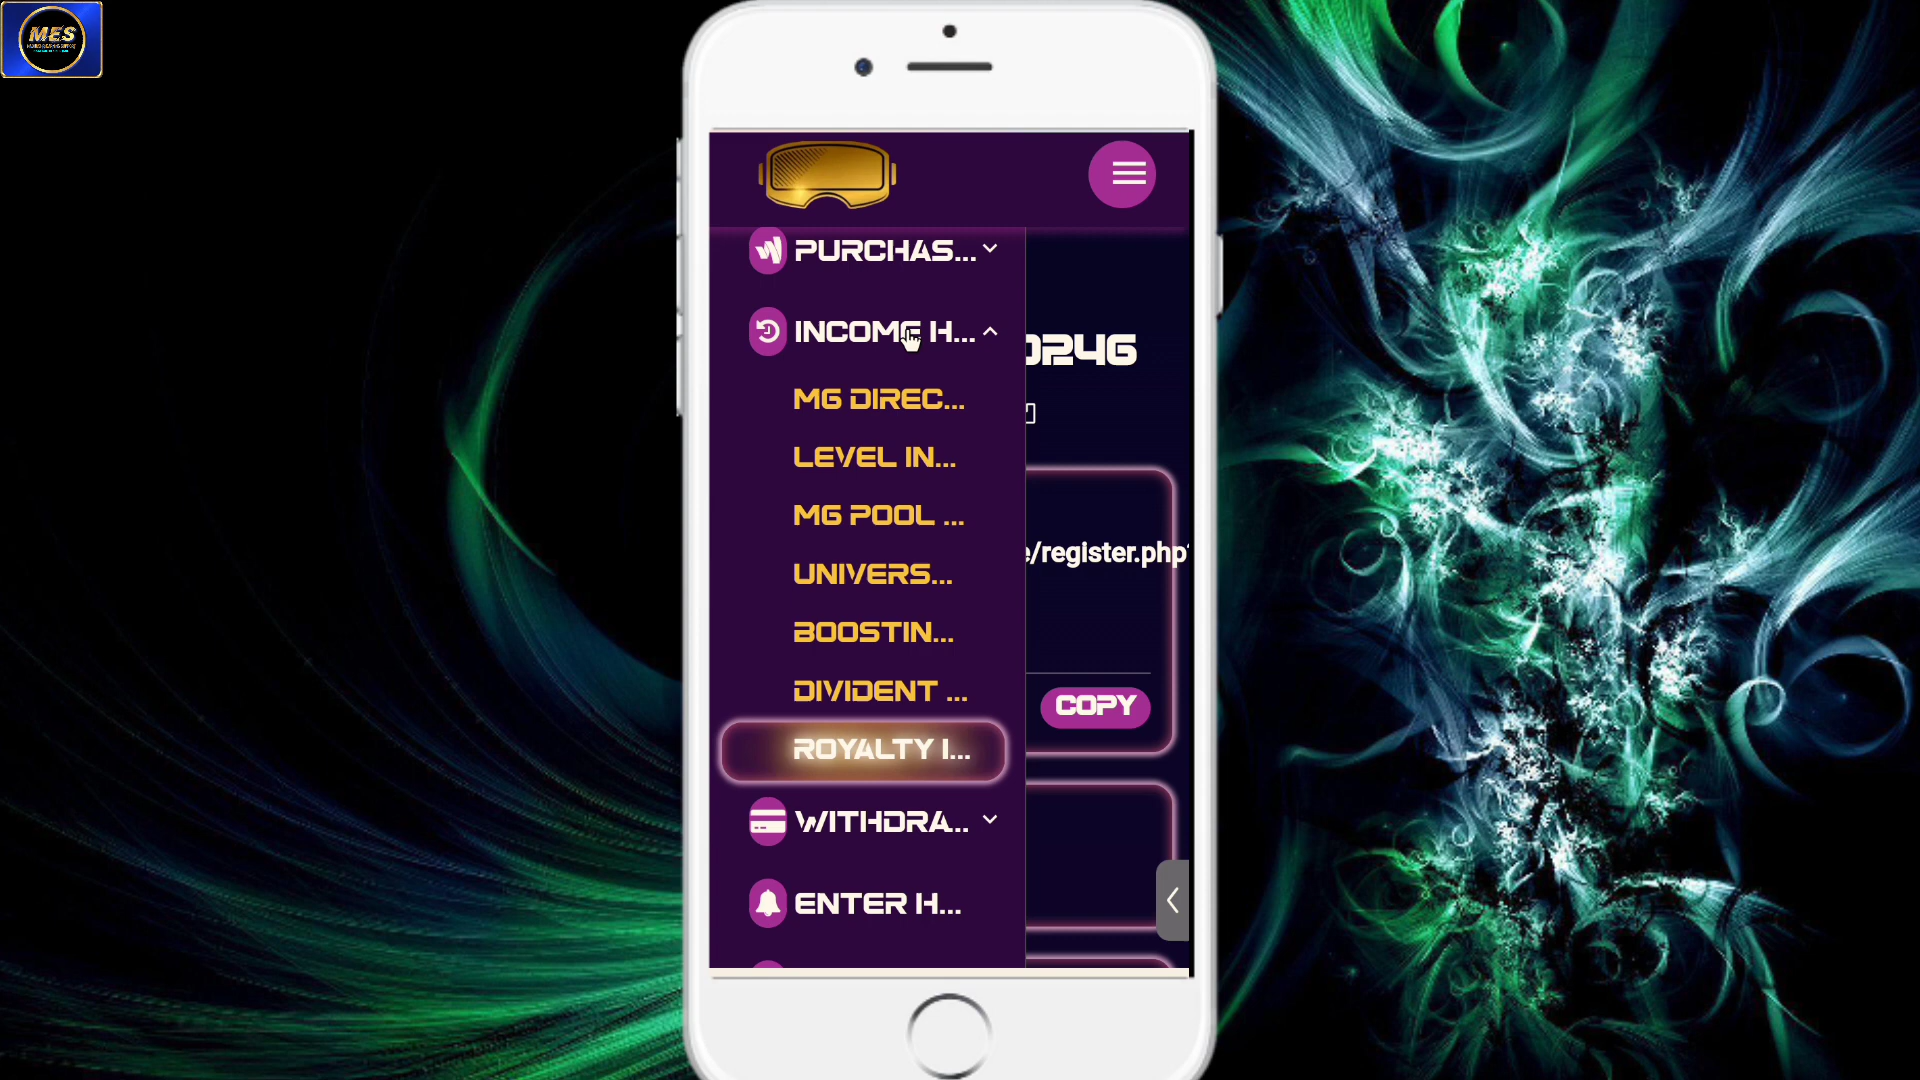 MES
PURCHAS...
INCOME H...
0246
MG DIREC...
LEVEL IN...
MG POOL ...
e/register.php?
UNIVERS...
BOOSTIN...
DIVIDENT ...
COPY
ROYALTY I...
WITHDRA...
ENTER H...